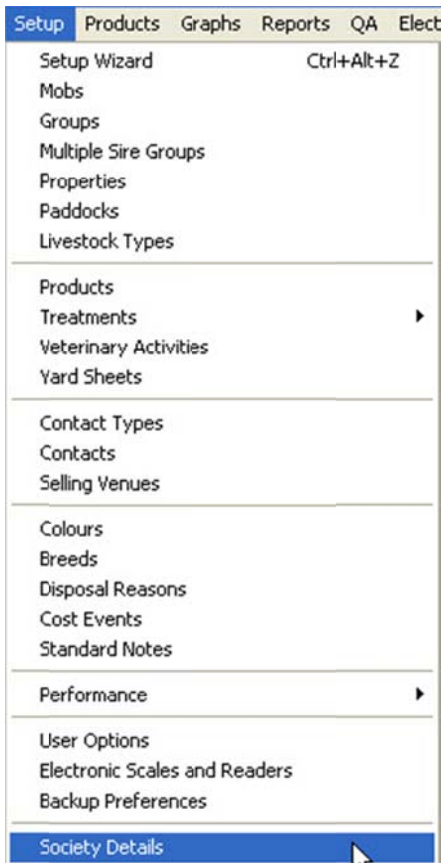 Setup Products Graphs Reports QA Elect
Setup Wizard Ctrl+Alt+Z
Mobs
Groups
Multiple Sire Groups
Properties
Paddocks
Livestock Types
Products
Treatments
Veterinary Activities
Yard Sheets
Contact Types
Contacts
Selling Venues
Colours
Breeds
Disposal Reasons
Cost Events
Standard Notes
Performance
User Options
Electronic Scales and Readers
Backup Preferences
Society Details